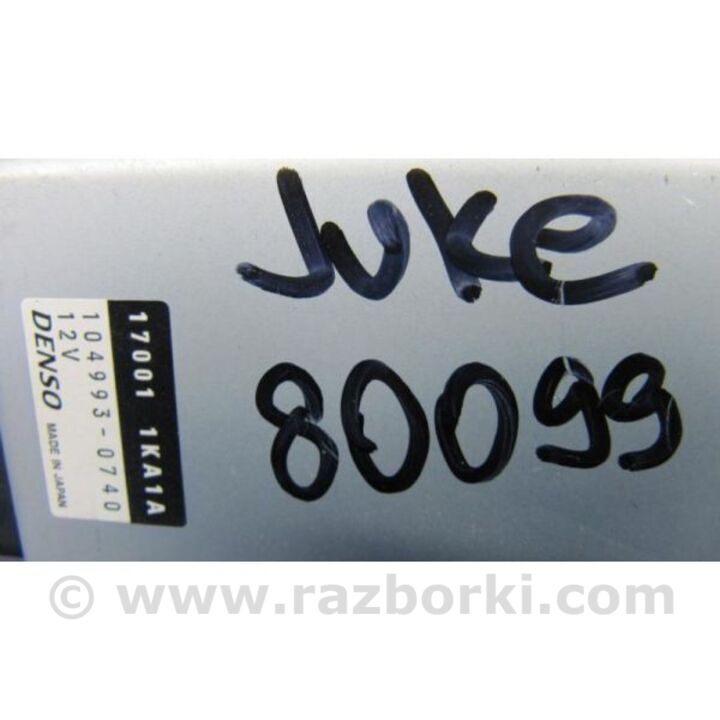 Juke
80099
17001 1KA1A
104993-0740
12V
DENSO MADE IN JAPAN
© www.razborki.com